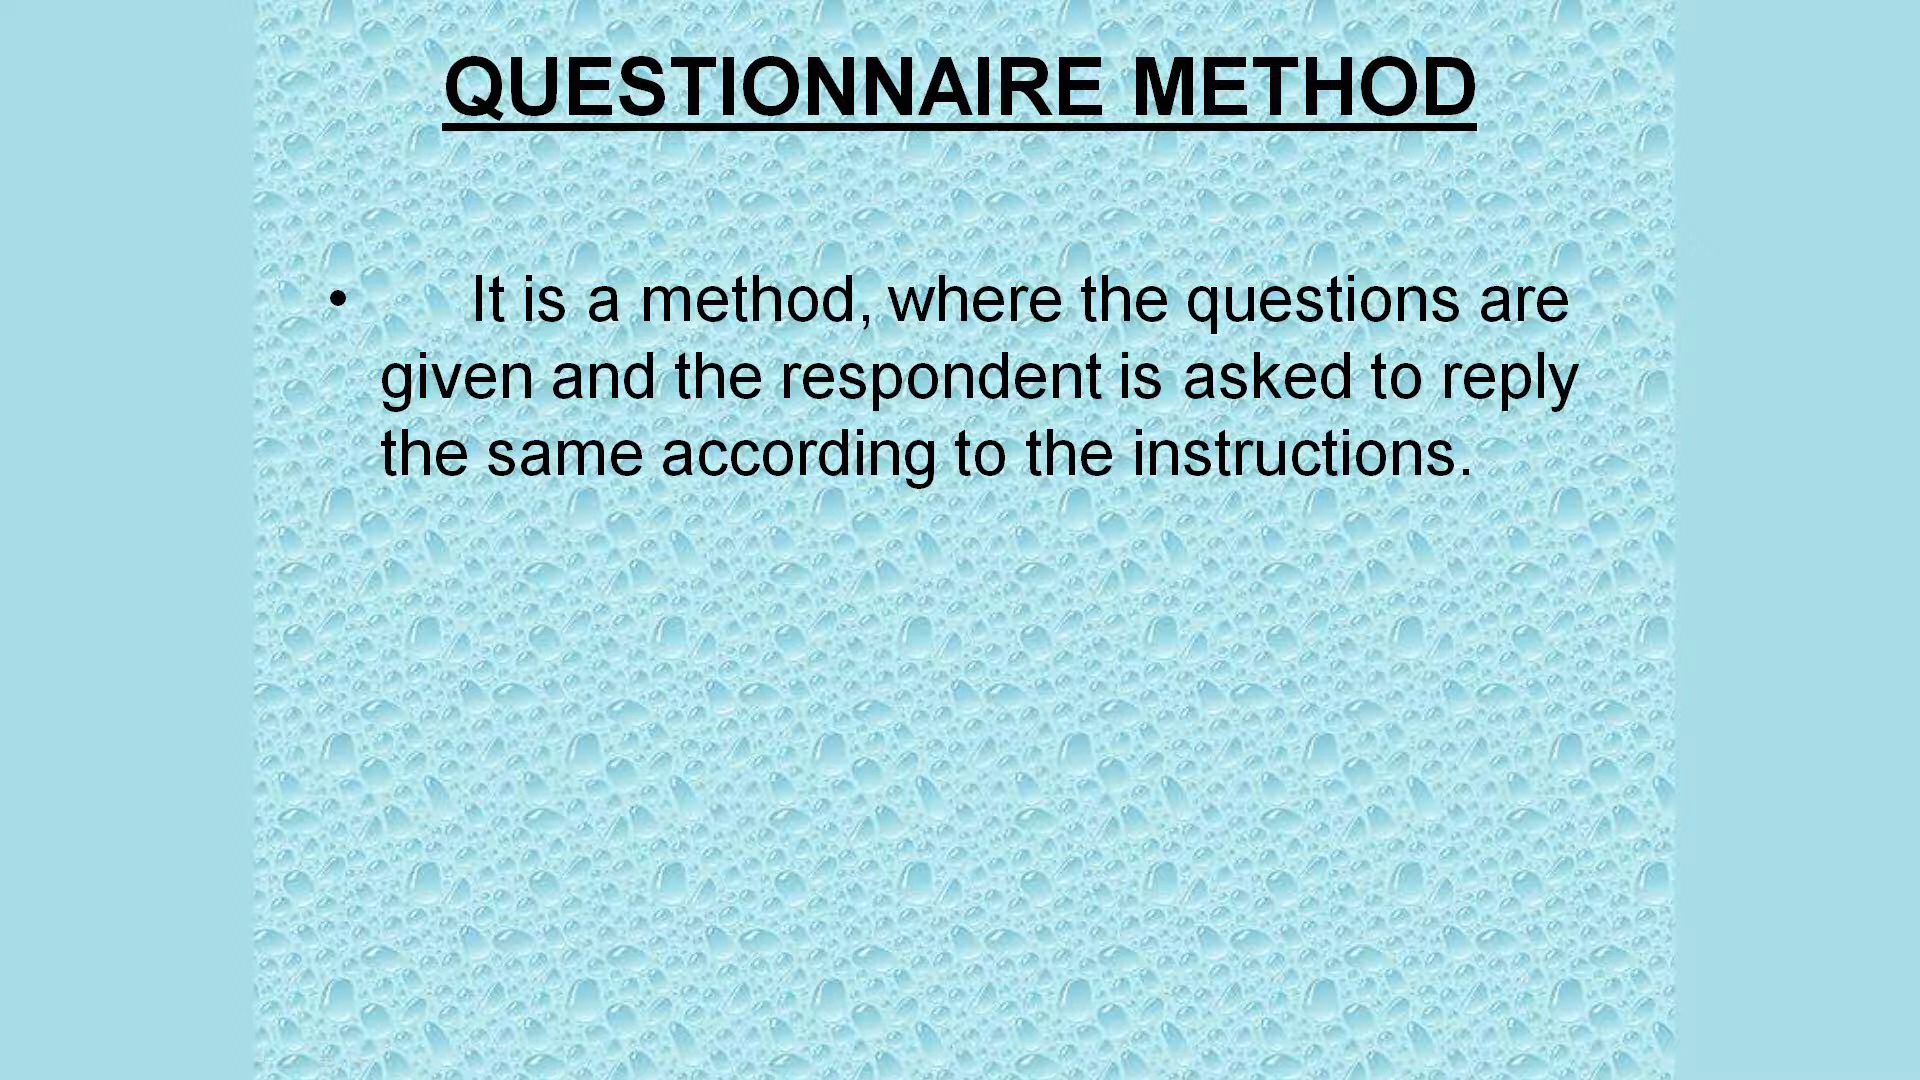 QUESTIONNAIRE METHOD
• It is a method, where the questions are
given and the respondent is asked to reply
the same according to the instructions.